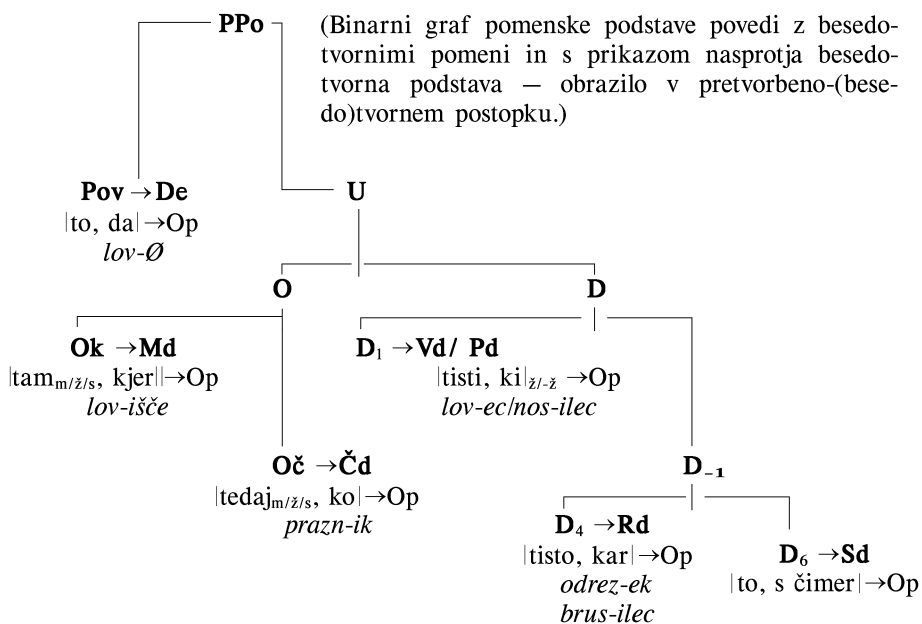 PPo
(Binarni graf pomenske podstave povedi z besedo-
tvornimi pomeni in s prikazom nasprotja besedo-
tvorna podstava — obrazilo v pretvorbeno-(bese-
do)tvornem postopku.)
Pov →De
|to, da|→Op
lov-Ø
U
O
D
Ok →Md
|tam m/ž/s, kjer||→Op
lov-išče
D₁ →Vd/ Pd
|tisti, ki|ž/-ž →Op
lov-ec/nos-ilec
Oč →Čd
|tedaj m/ž/s, ko|→Op
prazn-ik
D₋₁
D₄ →Rd
|tisto, kar|→Op
odrez-ek
brus-ilec
D₆ →Sd
|to, s čimer|→Op